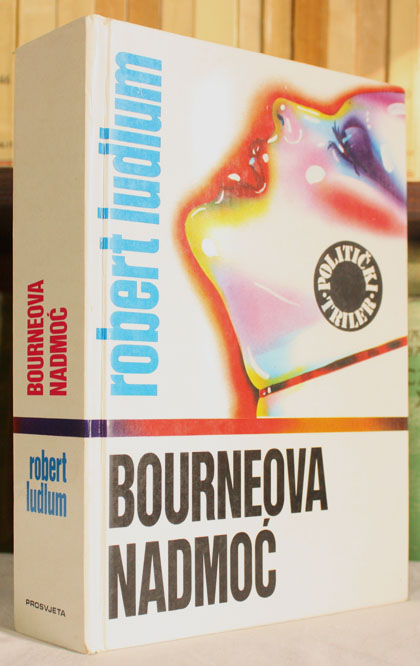 BOURNEOVA
NADMOĆ
robert
ludlum
PROSVJETA
robert ludlum
POLITIČKI
TRILER
BOURNEOVA
NADMOĆ